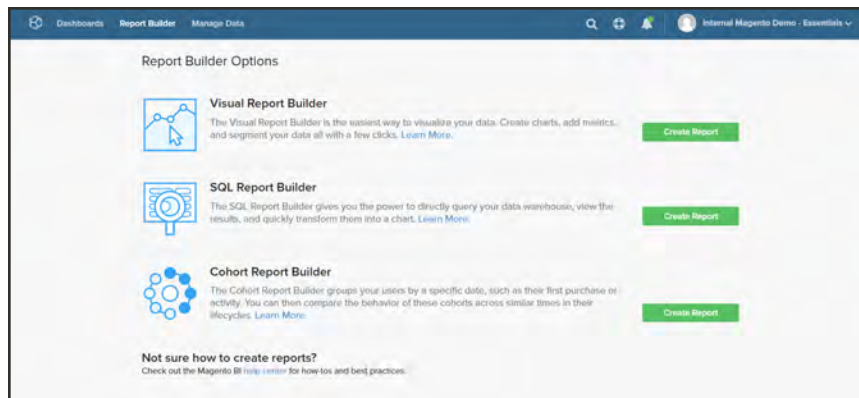 Dashboards Report Builder Manage Data Internal Magento Demo - Essentials
Report Builder Options
Visual Report Builder
The Visual Report Builder is the easiest way to visualize your data. Create charts, add metrics,
and segment your data all with a few clicks. Learn More.
Create Report
SQL Report Builder
The SQL Report Builder gives you the power to directly query your data warehouse, view the
results, and quickly transform them into a chart. Learn More.
Create Report
Cohort Report Builder
The Cohort Report Builder groups your users by a specific date, such as their first purchase or
activity. You can then compare the behavior of these cohorts across similar times in their
lifecycles. Learn More.
Create Report
Not sure how to create reports?
Check out the Magento BI help center for how-tos and best practices.